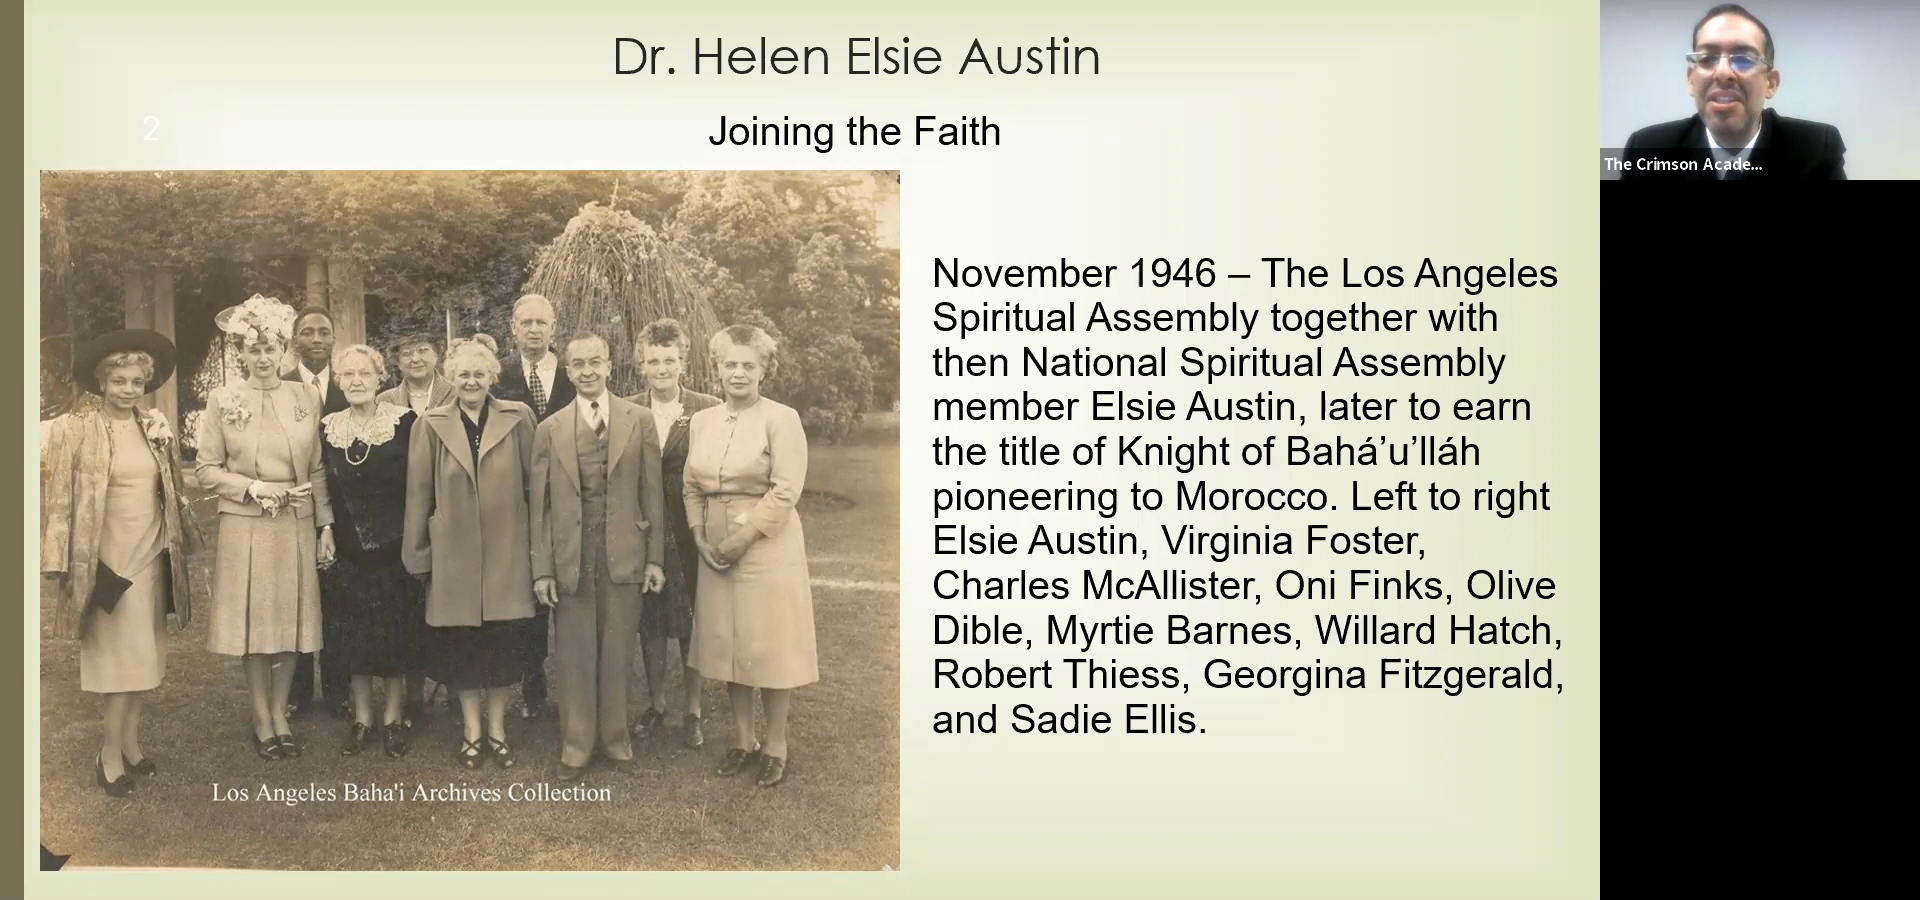 Dr. Helen Elsie Austin
2
Joining the Faith
November 1946 – The Los Angeles
Spiritual Assembly together with
then National Spiritual Assembly
member Elsie Austin, later to earn
the title of Knight of Bahá’u’lláh
pioneering to Morocco. Left to right
Elsie Austin, Virginia Foster,
Charles McAllister, Oni Finks, Olive
Dible, Myrtie Barnes, Willard Hatch,
Robert Thiess, Georgina Fitzgerald,
and Sadie Ellis.
Los Angeles Baha'i Archives Collection
The Crimson Acade...